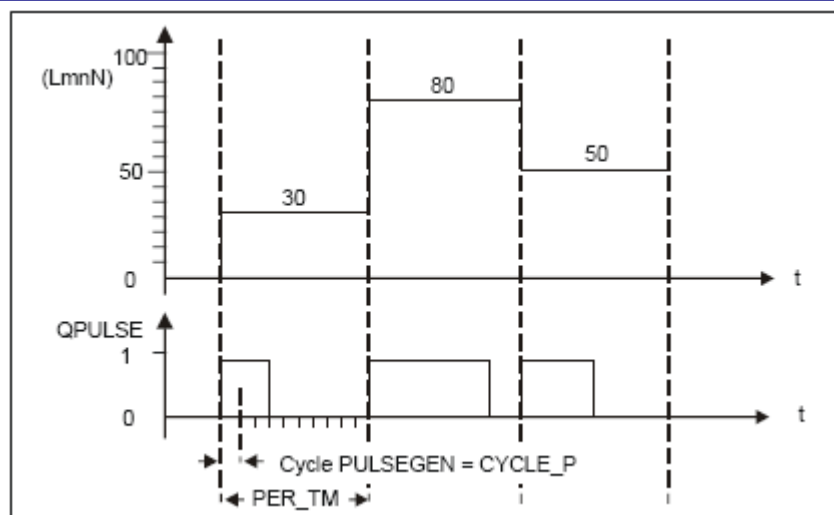 100
(LmnN)
80
50
50
30
0
t
QPULSE
1
0
t
Cycle PULSEGEN = CYCLE_P
PER_TM